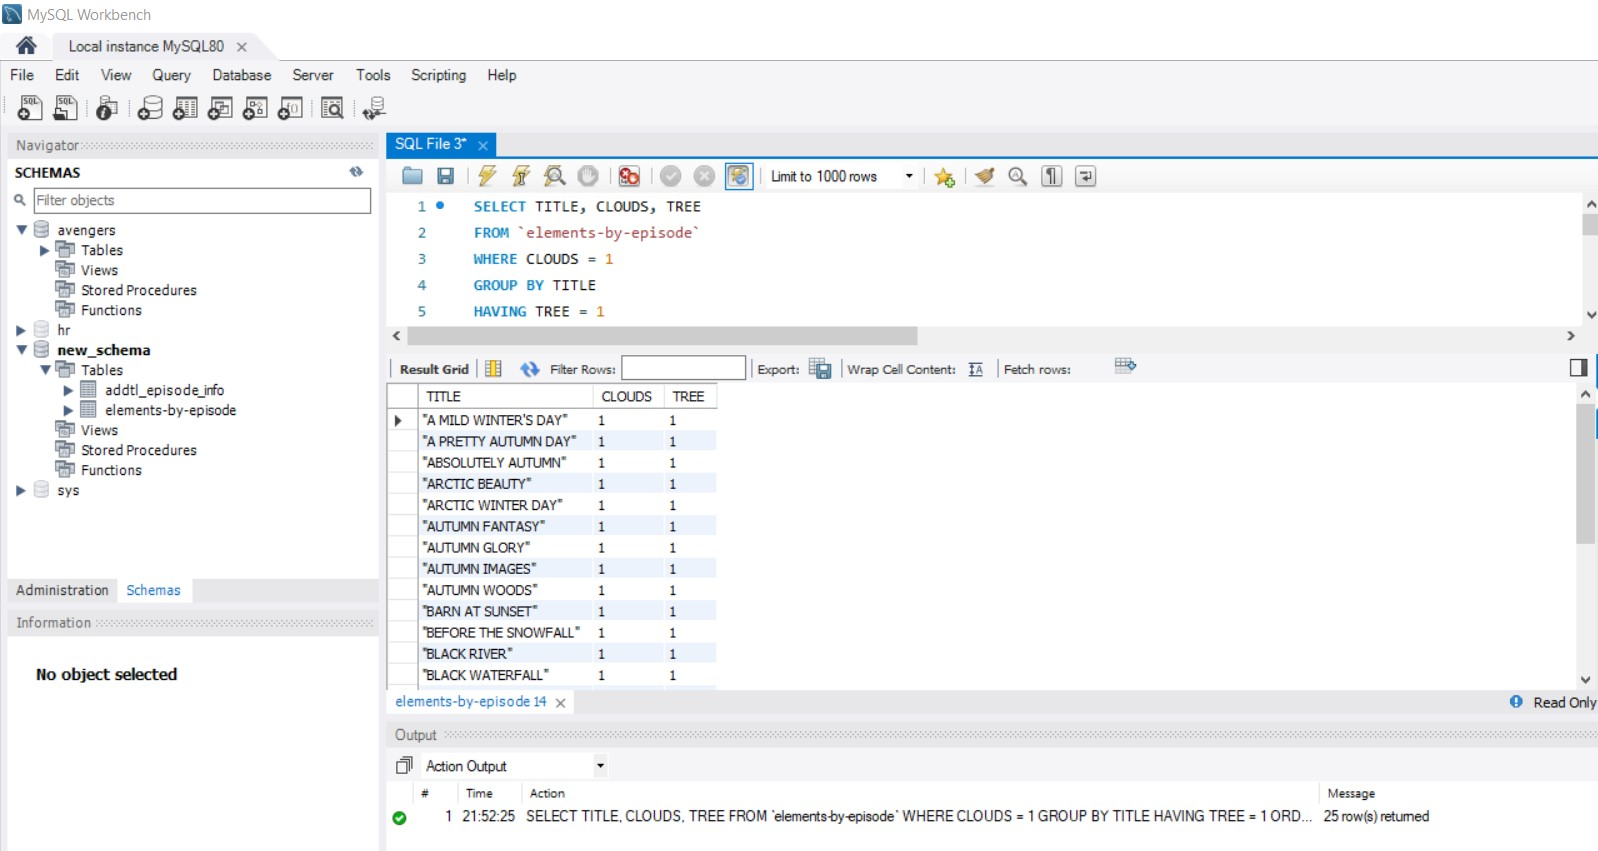 MySQL Workbench
Local instance MySQL80
File Edit View Query Database Server Tools Scripting Help
Navigator
SCHEMAS
Filter objects
avengers
Tables
Views
Stored Procedures
Functions
hr
new_schema
Tables
addtl_episode_info
elements-by-episode
Views
Stored Procedures
Functions
sys
Administration Schemas
Information
No object selected
SQL File 3*
Limit to 1000 rows
1 SELECT TITLE, CLOUDS, TREE
2 FROM `elements-by-episode`
3 WHERE CLOUDS = 1
4 GROUP BY TITLE
5 HAVING TREE = 1
Result Grid Filter Rows: Export: Wrap Cell Content: Fetch rows:
TITLE CLOUDS TREE
"A MILD WINTER'S DAY" 1 1
"A PRETTY AUTUMN DAY" 1 1
"ABSOLUTELY AUTUMN" 1 1
"ARCTIC BEAUTY" 1 1
"ARCTIC WINTER DAY" 1 1
"AUTUMN FANTASY" 1 1
"AUTUMN GLORY" 1 1
"AUTUMN IMAGES" 1 1
"AUTUMN WOODS" 1 1
"BARN AT SUNSET" 1 1
"BEFORE THE SNOWFALL" 1 1
"BLACK RIVER" 1 1
"BLACK WATERFALL" 1 1
elements-by-episode 14
Read Only
Output
Action Output
# Time Action Message
1 21:52:25 SELECT TITLE, CLOUDS, TREE FROM `elements-by-episode` WHERE CLOUDS = 1 GROUP BY TITLE HAVING TREE = 1 ORD... 25 row(s) returned